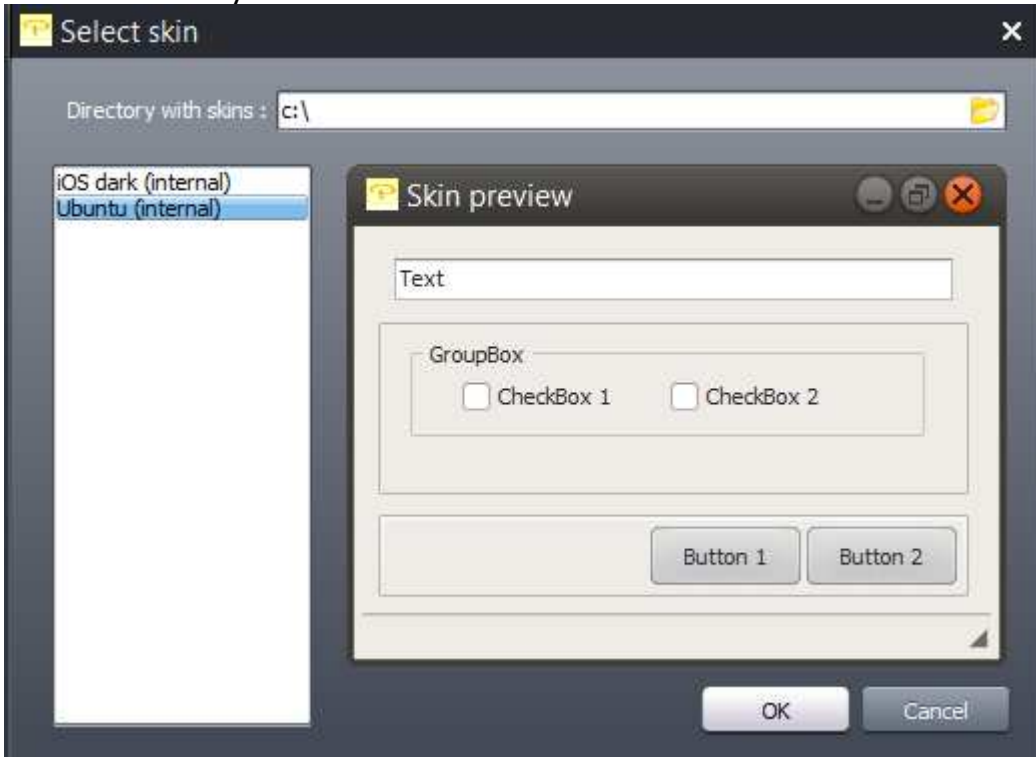 Select skin
Directory with skins : c:\
iOS dark (internal)
Ubuntu (internal)
Skin preview
Text
GroupBox
CheckBox 1 CheckBox 2
Button 1 Button 2
OK Cancel